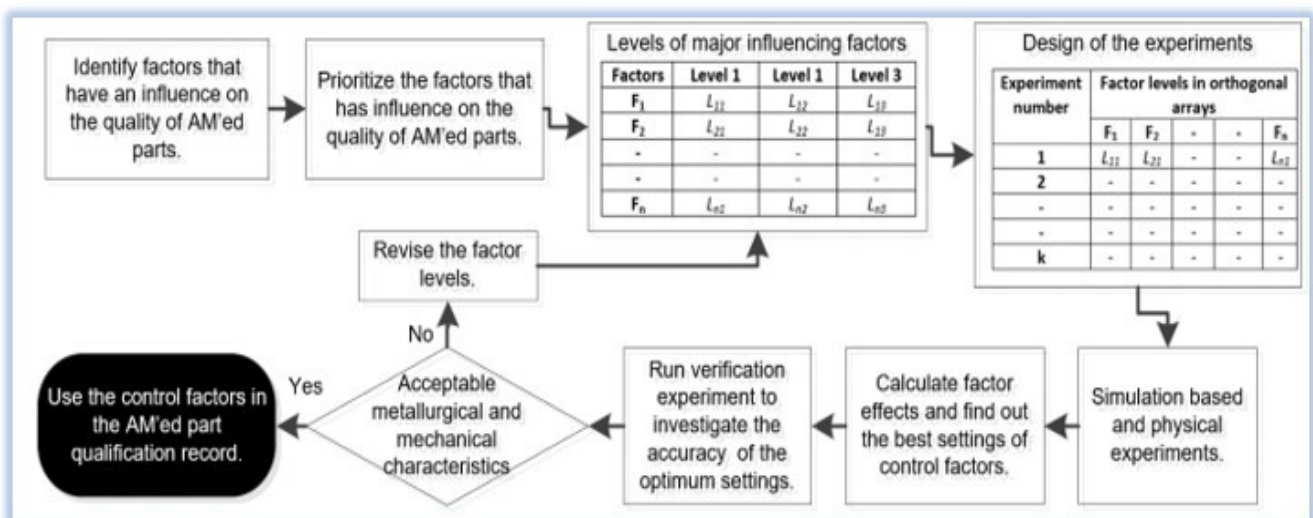 Identify factors that
have an influence on
the quality of AM'ed
parts.
Prioritize the factors that
has influence on the
quality of AM'ed parts.
Levels of major influencing factors
Factors Level 1 Level 1 Level 3
F1 L11 L12 L13
F2 L21 L22 L13
- - - -
- - - -
Fn Ln1 Ln2 Ln3
Design of the experiments
Experiment number Factor levels in orthogonal arrays
F1 F2 - - Fn
1 L11 L21 - - Ln1
2 - - - - -
- - - - - -
- - - - - -
k - - - - -
Revise the factor
levels.
No
Use the control factors in
the AM'ed part
qualification record.
Yes
Acceptable
metallurgical and
mechanical
characteristics
Run verification
experiment to
investigate the
accuracy of the
optimum settings.
Calculate factor
effects and find out
the best settings of
control factors.
Simulation based
and physical
experiments.